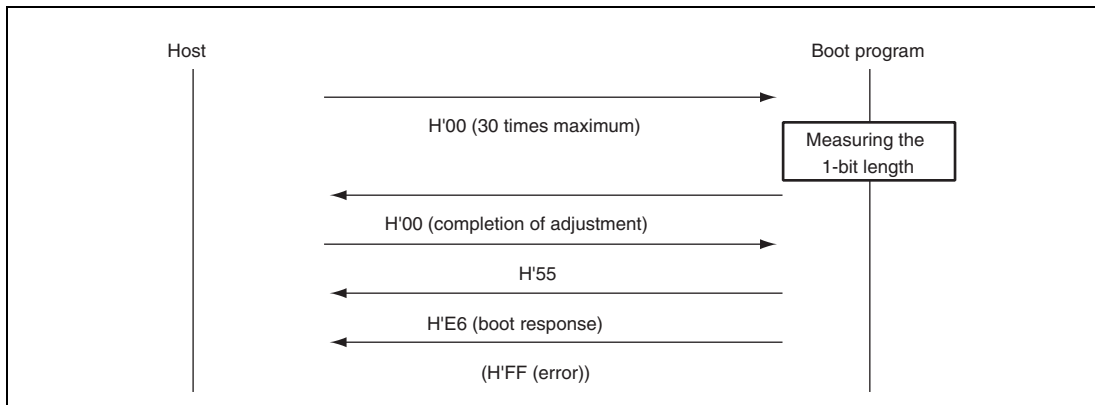 Host
Boot program
H'00 (30 times maximum)
Measuring the
1-bit length
H'00 (completion of adjustment)
H'55
H'E6 (boot response)
(H'FF (error))